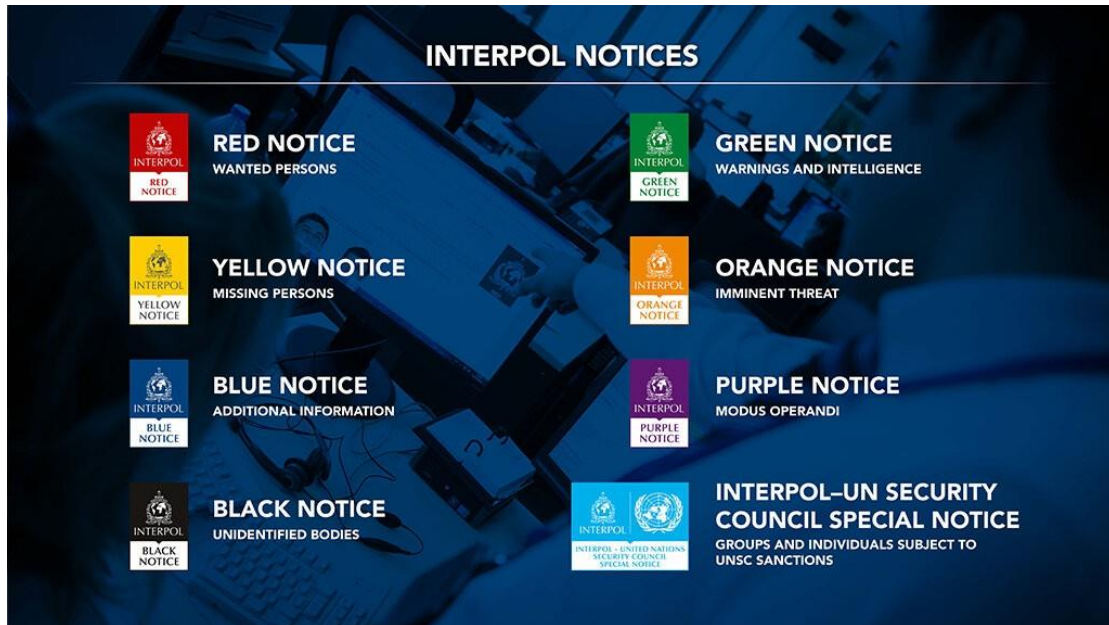 INTERPOL NOTICES
INTERPOL
RED
NOTICE
RED NOTICE
WANTED PERSONS
INTERPOL
YELLOW
NOTICE
YELLOW NOTICE
MISSING PERSONS
INTERPOL
BLUE
NOTICE
BLUE NOTICE
ADDITIONAL INFORMATION
INTERPOL
BLACK
NOTICE
BLACK NOTICE
UNIDENTIFIED BODIES
INTERPOL
GREEN
NOTICE
GREEN NOTICE
WARNINGS AND INTELLIGENCE
INTERPOL
ORANGE
NOTICE
ORANGE NOTICE
IMMINENT THREAT
INTERPOL
PURPLE
NOTICE
PURPLE NOTICE
MODUS OPERANDI
INTERPOL
INTERPOL - UNITED NATIONS
SECURITY COUNCIL
SPECIAL NOTICE
INTERPOL–UN SECURITY
COUNCIL SPECIAL NOTICE
GROUPS AND INDIVIDUALS SUBJECT TO
UNSC SANCTIONS